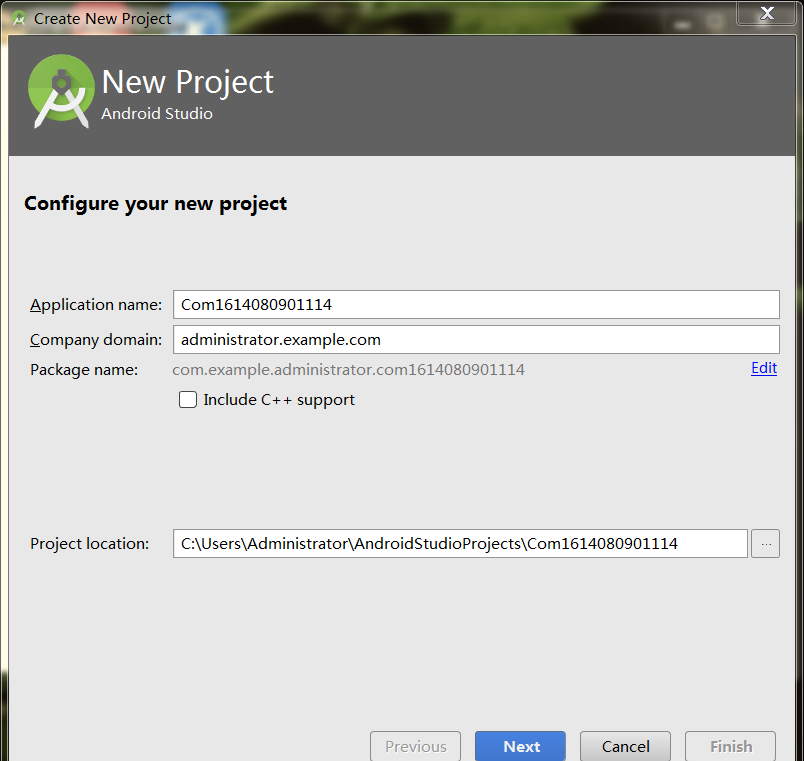 Create New Project
New Project
Android Studio
Configure your new project
Application name: Com1614080901114
Company domain: administrator.example.com
Package name: com.example.administrator.com1614080901114 Edit
Include C++ support
Project location: C:\Users\Administrator\AndroidStudioProjects\Com1614080901114 ...
Previous Next Cancel Finish